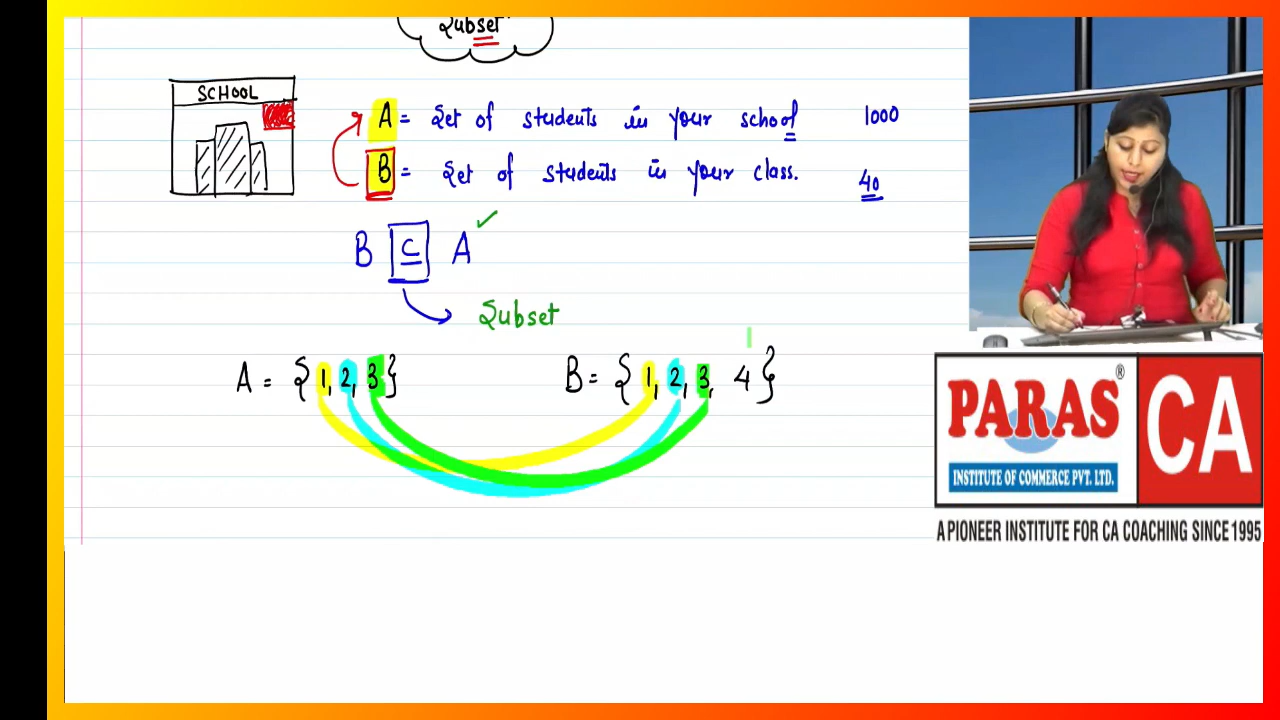 Subset
SCHOOL
A = Set of students in your school 1000
B = Set of students in your class. 40
B ⊆ A ✓
Subset
A = {1, 2, 3} B = {1, 2, 3, 4}
PARAS ®
INSTITUTE OF COMMERCE PVT. LTD.
CA
A PIONEER INSTITUTE FOR CA COACHING SINCE 1995